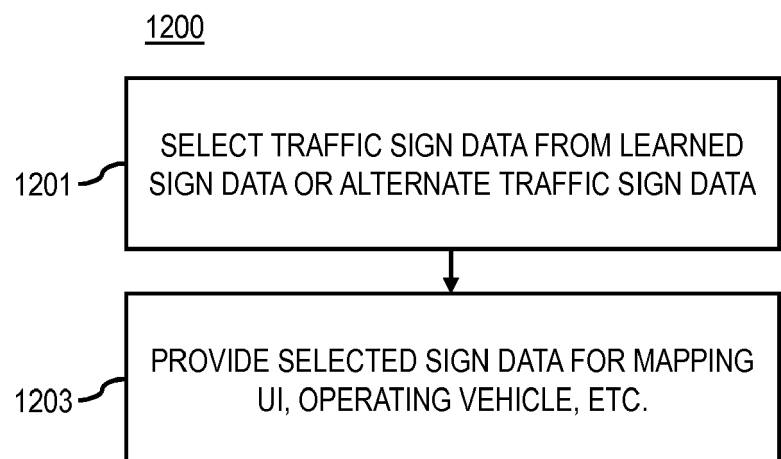 1200
SELECT TRAFFIC SIGN DATA FROM LEARNED
SIGN DATA OR ALTERNATE TRAFFIC SIGN DATA
1201
PROVIDE SELECTED SIGN DATA FOR MAPPING
UI, OPERATING VEHICLE, ETC.
1203